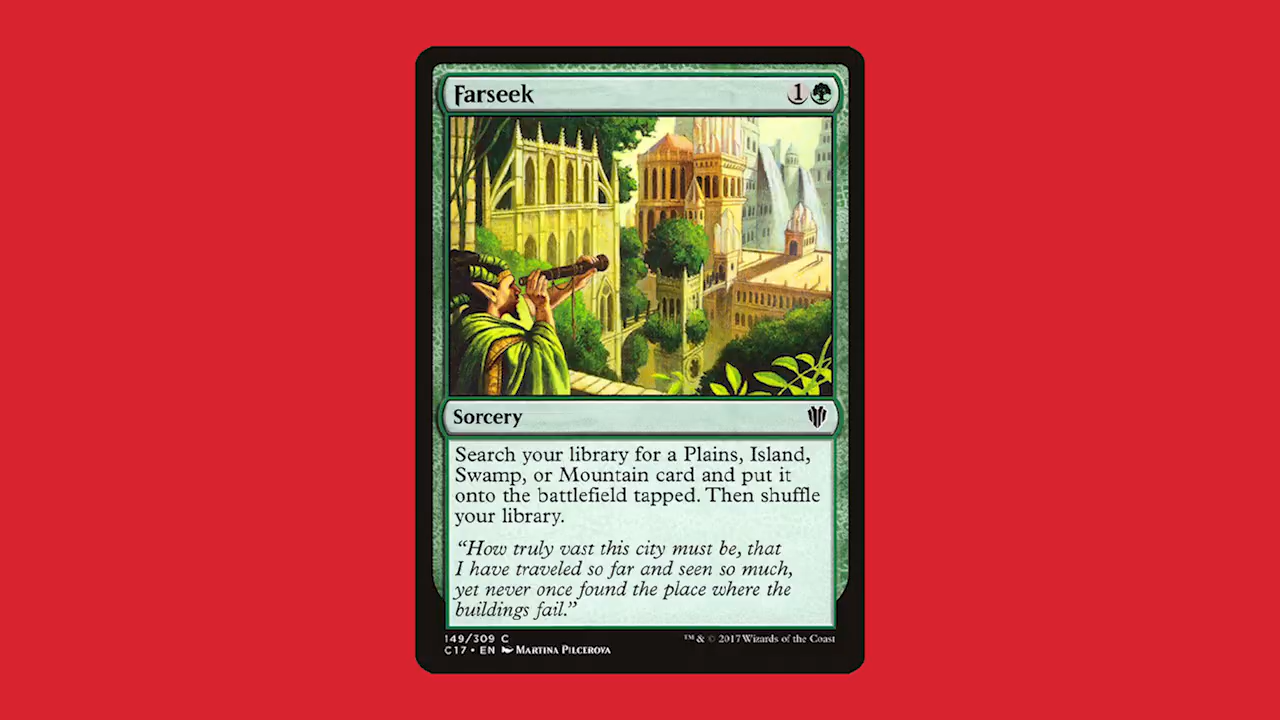 Farseek
1
Sorcery
Search your library for a Plains, Island,
Swamp, or Mountain card and put it
onto the battlefield tapped. Then shuffle
your library.
“How truly vast this city must be, that
I have traveled so far and seen so much,
yet never once found the place where the
buildings fail.”
149/309 C
C17 • EN Martina Pilcerova
™ & © 2017 Wizards of the Coast